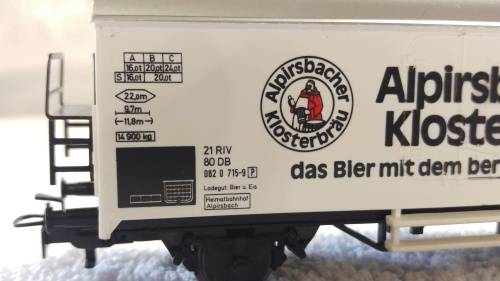 A B C
16,0t 20,0t 24,0t
S 16,0t 20,0t
22,0m
9,7m
(—11,8m—)
14 900 kg
21 RIV
80 DB
082 0 715-9 P
Ladegut: Bier u. Eis
Heimatbahnhof
Alpirsbach
Alpirsbacher
Klosterbräu
Alpirsb
Kloste
das Bier mit dem ber